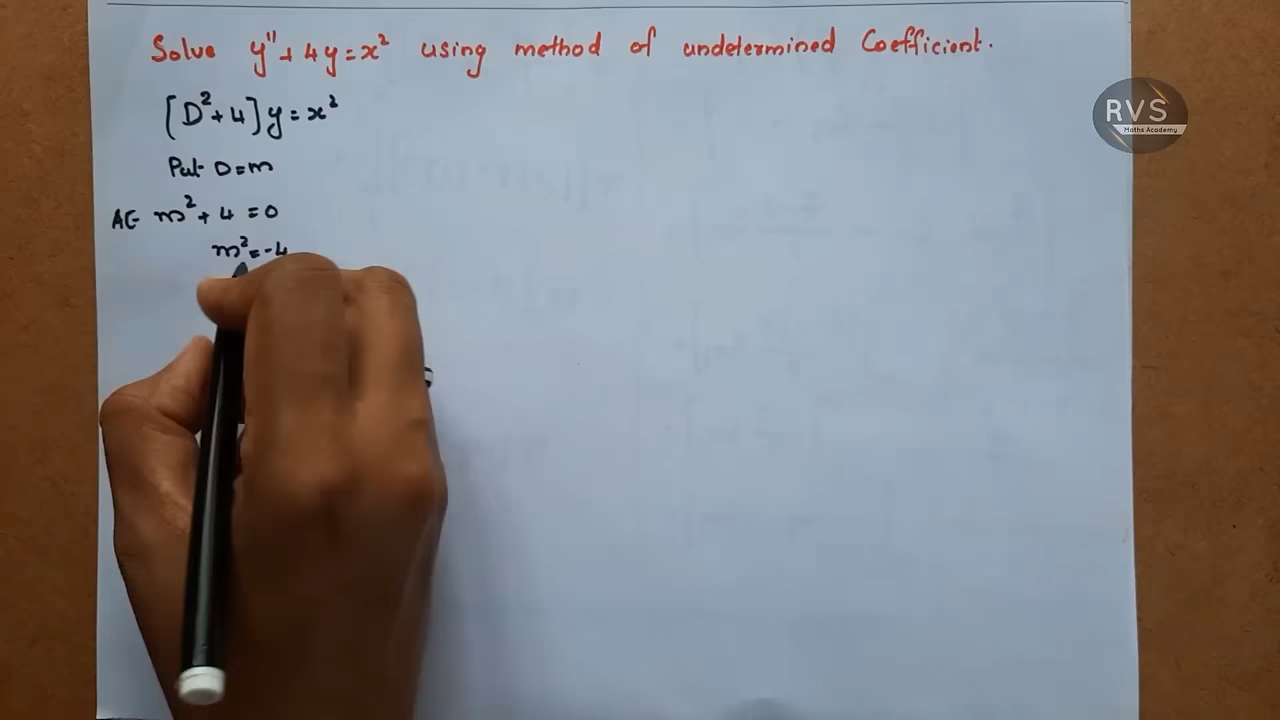 Solve y" + 4y = x² using method of undetermined Coefficient.
[D² + 4] y = x²
Put D = m
AE m² + 4 = 0
m² = -4
RVS
Maths Academy